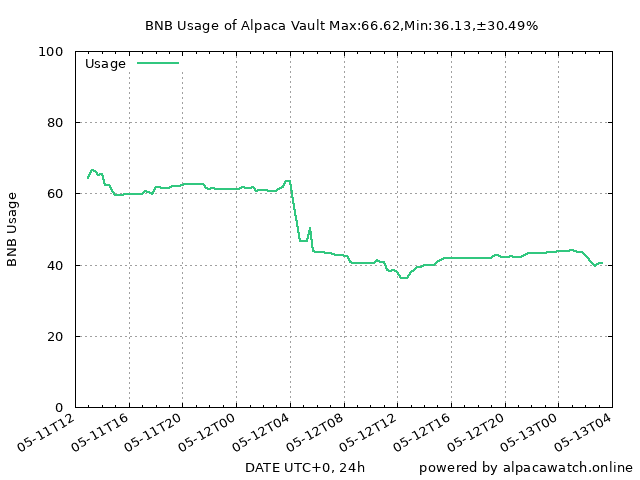 BNB Usage of Alpaca Vault Max:66.62,Min:36.13,±30.49%
Usage
BNB Usage
100
80
60
40
20
0
05-11T12 05-11T16 05-11T20 05-12T00 05-12T04 05-12T08 05-12T12 05-12T16 05-12T20 05-13T00 05-13T04
DATE UTC+0, 24h powered by alpacawatch.online